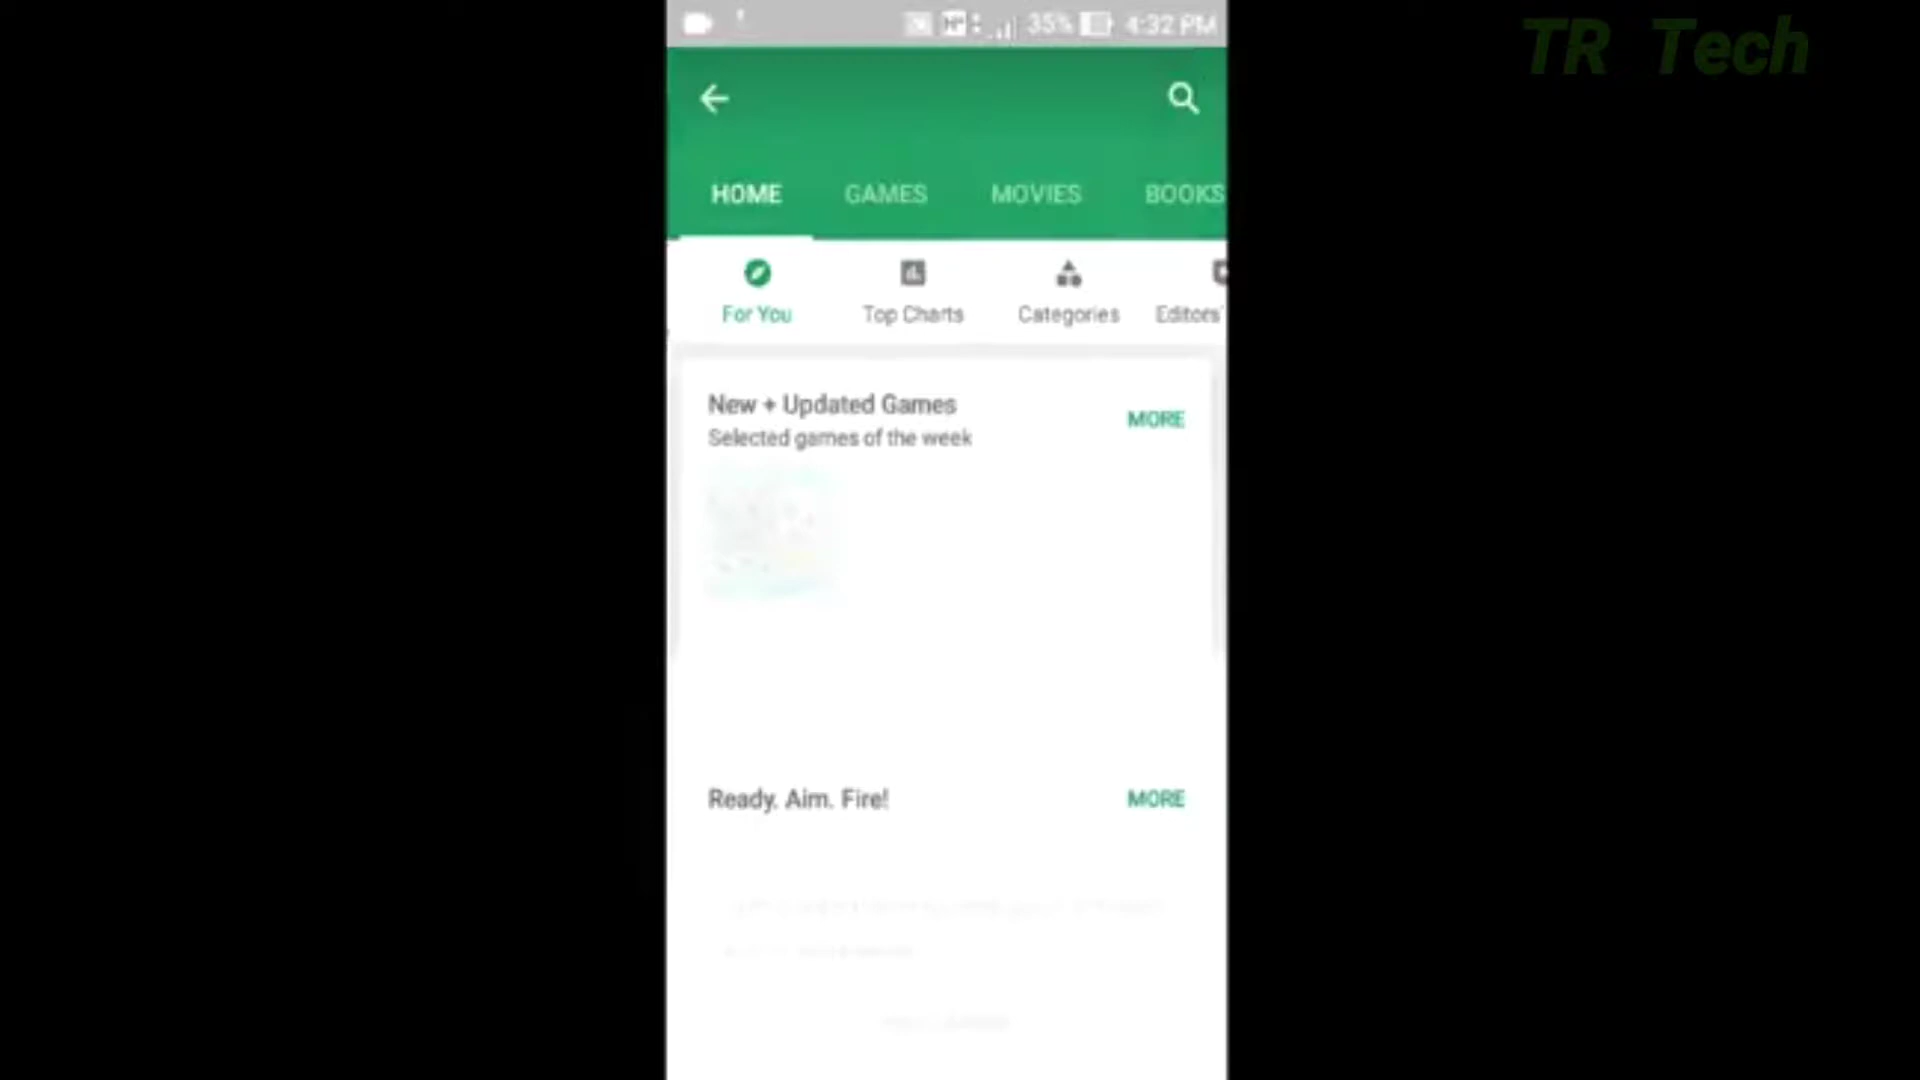 H+ 35% 4:32 PM
TR Tech
HOME GAMES MOVIES BOOKS
For You Top Charts Categories Editors'
New + Updated Games
MORE
Selected games of the week
Ready. Aim. Fire! MORE